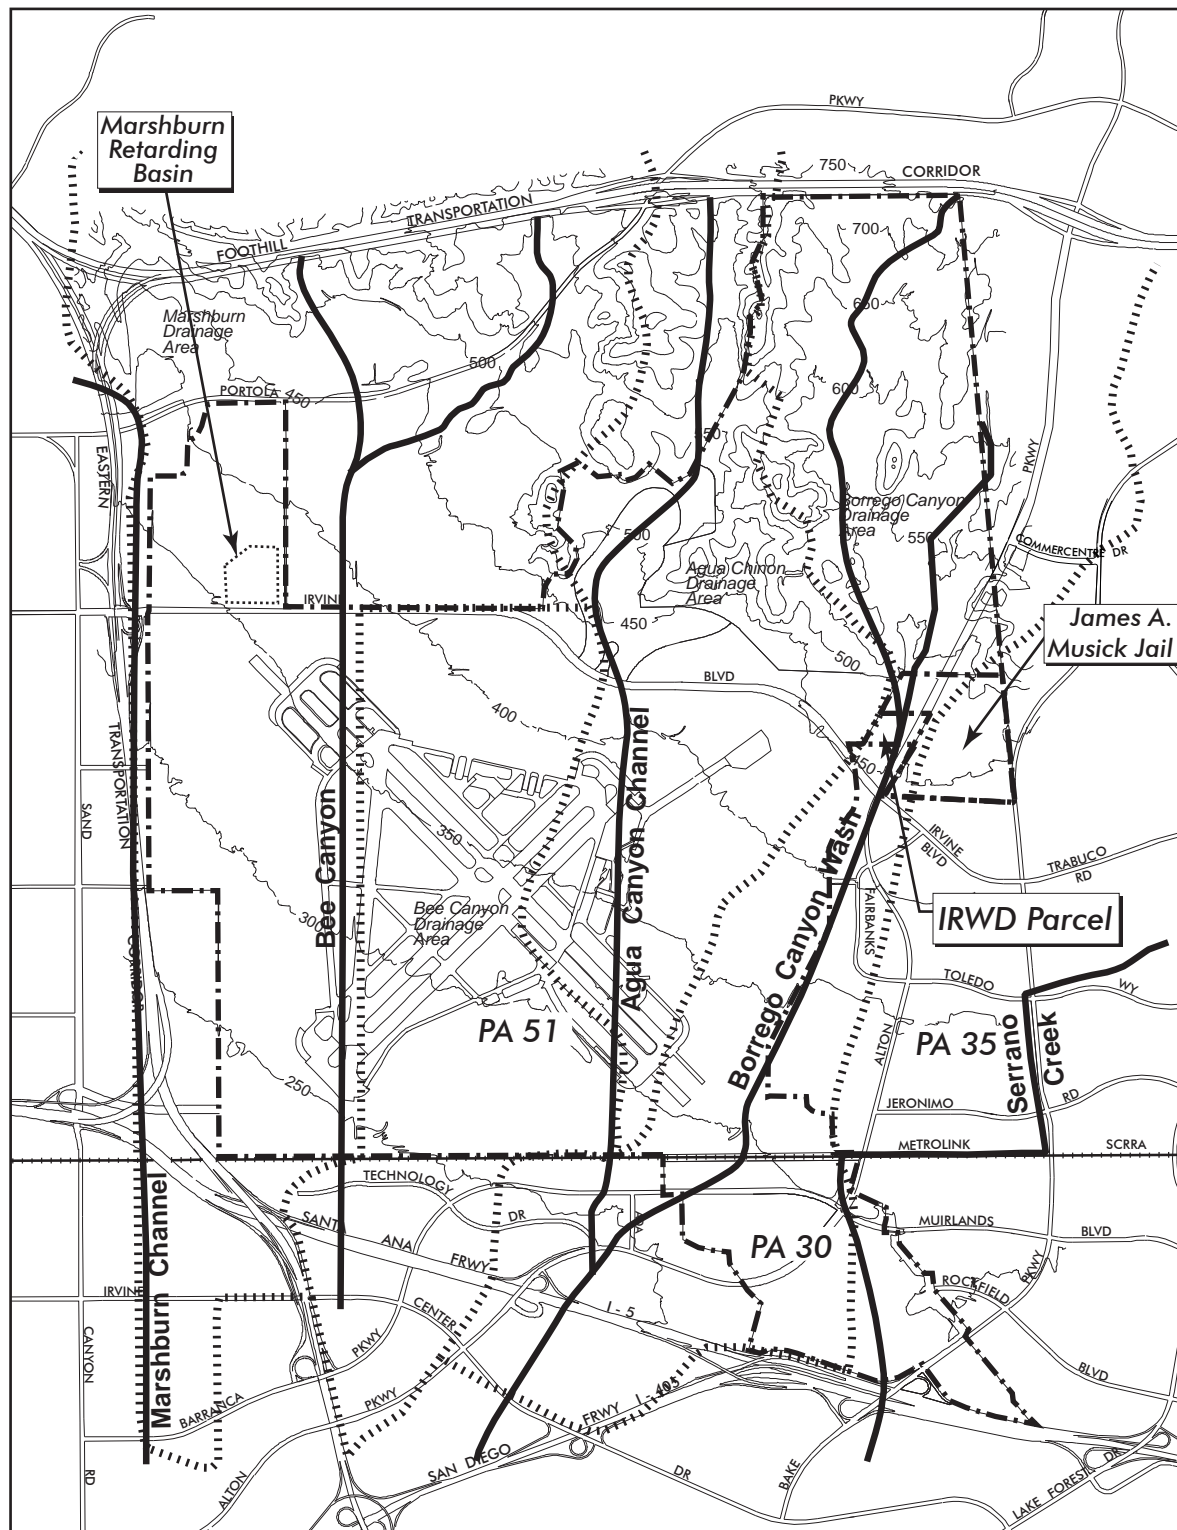 PKWY
Marshburn
Retarding
Basin
750
CORRIDOR
TRANSPORTATION
FOOTHILL
700
650
Marshburn
Drainage
Area
500
600
PORTOLA
450
EASTERN
PKWY
Borrego Canyon
Drainage
Area
500
550
COMMERCENTRE DR
Agua Chinon
Drainage
Area
IRVINE
450
James A.
Musick Jail
500
BLVD
400
TRANSPORTATION
450
SAND
Bee Canyon
350
Agua Canyon Channel
Borrego Canyon Wash
IRVINE
BLVD
TRABUCO
RD
300
Bee Canyon
Drainage
Area
FAIRBANKS
IRWD Parcel
CORRIDOR
TOLEDO
WY
PA 51
ALTON
PA 35
Serrano
Creek
250
JERONIMO
RD
METROLINK
SCRRA
Marshburn Channel
TECHNOLOGY
DR
SANTA
ANA
FRWY
MUIRLANDS
BLVD
PA 30
PKWY
ROCKFIELD
IRVINE
CENTER
I - 5
CANYON
PKWY
BLVD
BARRANCA
PKWY
I - 405
FRWY
SAN DIEGO
RD
ALTON
DR
BAKE
LAKE FOREST DR